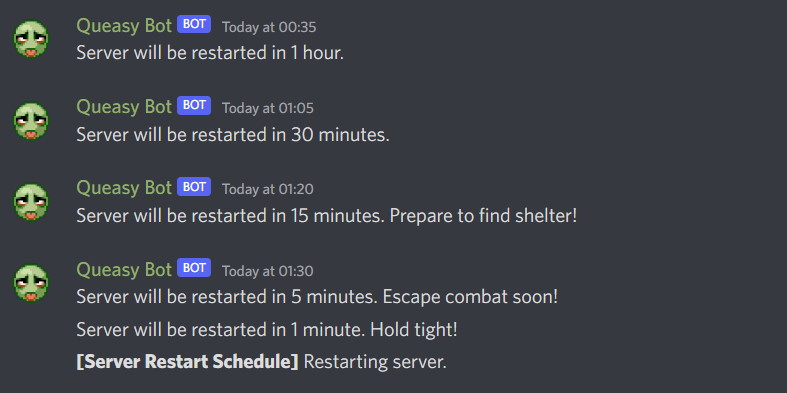 Queasy Bot BOT Today at 00:35
Server will be restarted in 1 hour.
Queasy Bot BOT Today at 01:05
Server will be restarted in 30 minutes.
Queasy Bot BOT Today at 01:20
Server will be restarted in 15 minutes. Prepare to find shelter!
Queasy Bot BOT Today at 01:30
Server will be restarted in 5 minutes. Escape combat soon!
Server will be restarted in 1 minute. Hold tight!
[Server Restart Schedule] Restarting server.